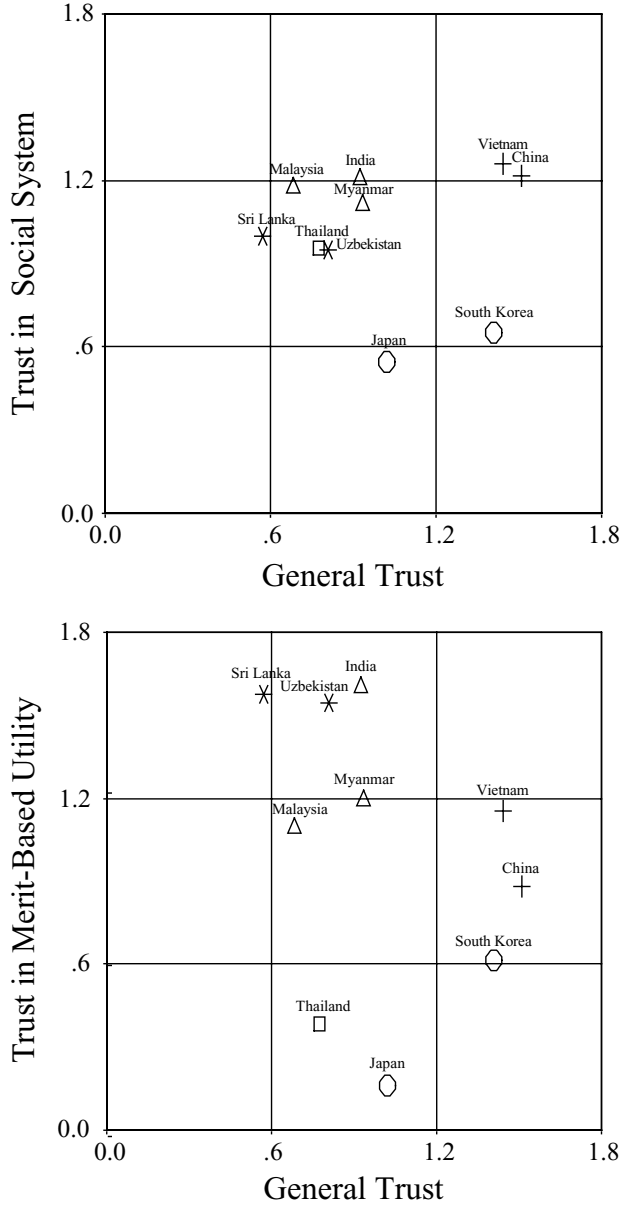 1.8
Trust in Social System
Vietnam
China
India
Malaysia
1.2
Myanmar
Sri Lanka
Thailand
Uzbekistan
South Korea
.6
Japan
0.0
0.0 .6 1.2 1.8
General Trust
1.8
Trust in Merit-Based Utility
India
Sri Lanka
Uzbekistan
1.2
Myanmar
Vietnam
Malaysia
China
South Korea
.6
Thailand
Japan
0.0
0.0 .6 1.2 1.8
General Trust